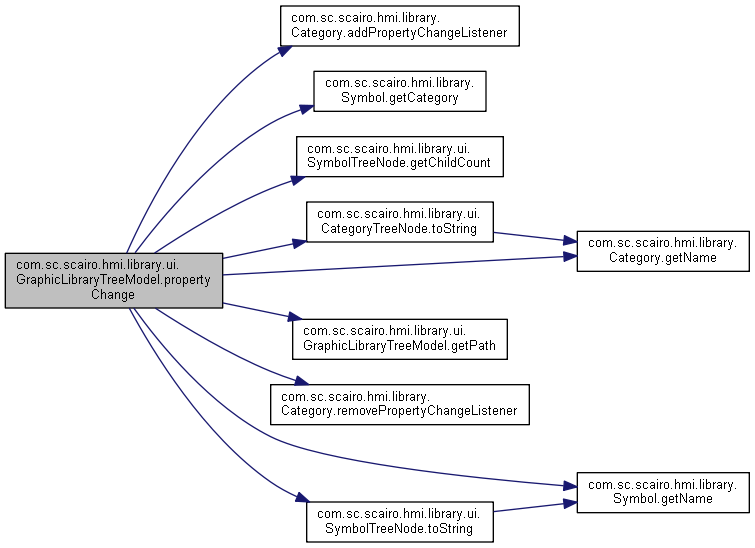 com.sc.scairo.hmi.library.
Category.addPropertyChangeListener
com.sc.scairo.hmi.library.
Symbol.getCategory
com.sc.scairo.hmi.library.ui.
SymbolTreeNode.getChildCount
com.sc.scairo.hmi.library.ui.
CategoryTreeNode.toString
com.sc.scairo.hmi.library.
Category.getName
com.sc.scairo.hmi.library.ui.
GraphicLibraryTreeModel.property
Change
com.sc.scairo.hmi.library.ui.
GraphicLibraryTreeModel.getPath
com.sc.scairo.hmi.library.
Category.removePropertyChangeListener
com.sc.scairo.hmi.library.
Symbol.getName
com.sc.scairo.hmi.library.ui.
SymbolTreeNode.toString